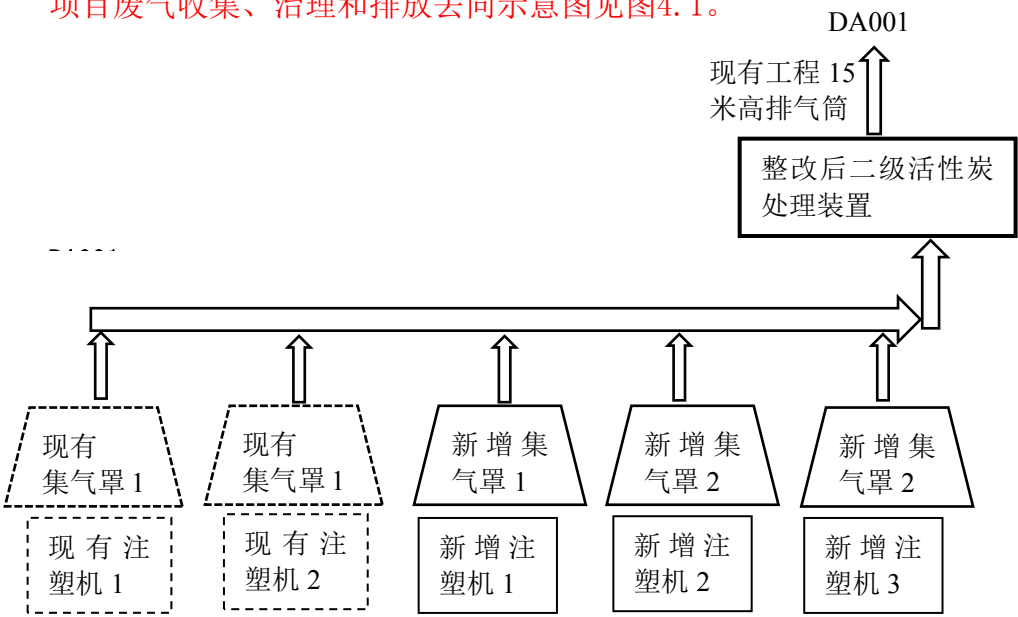 项目废气收集、治理和排放去向示意图见图4.1。
DA001
现有工程 15
米高排气筒
整改后二级活性炭
处理装置
现有
集气罩 1
现有
集气罩 1
新 增 集
气罩 1
新 增 集
气罩 2
新 增 集
气罩 2
现 有 注
塑机 1
现 有 注
塑机 2
新 增 注
塑机 1
新 增 注
塑机 2
新 增 注
塑机 3